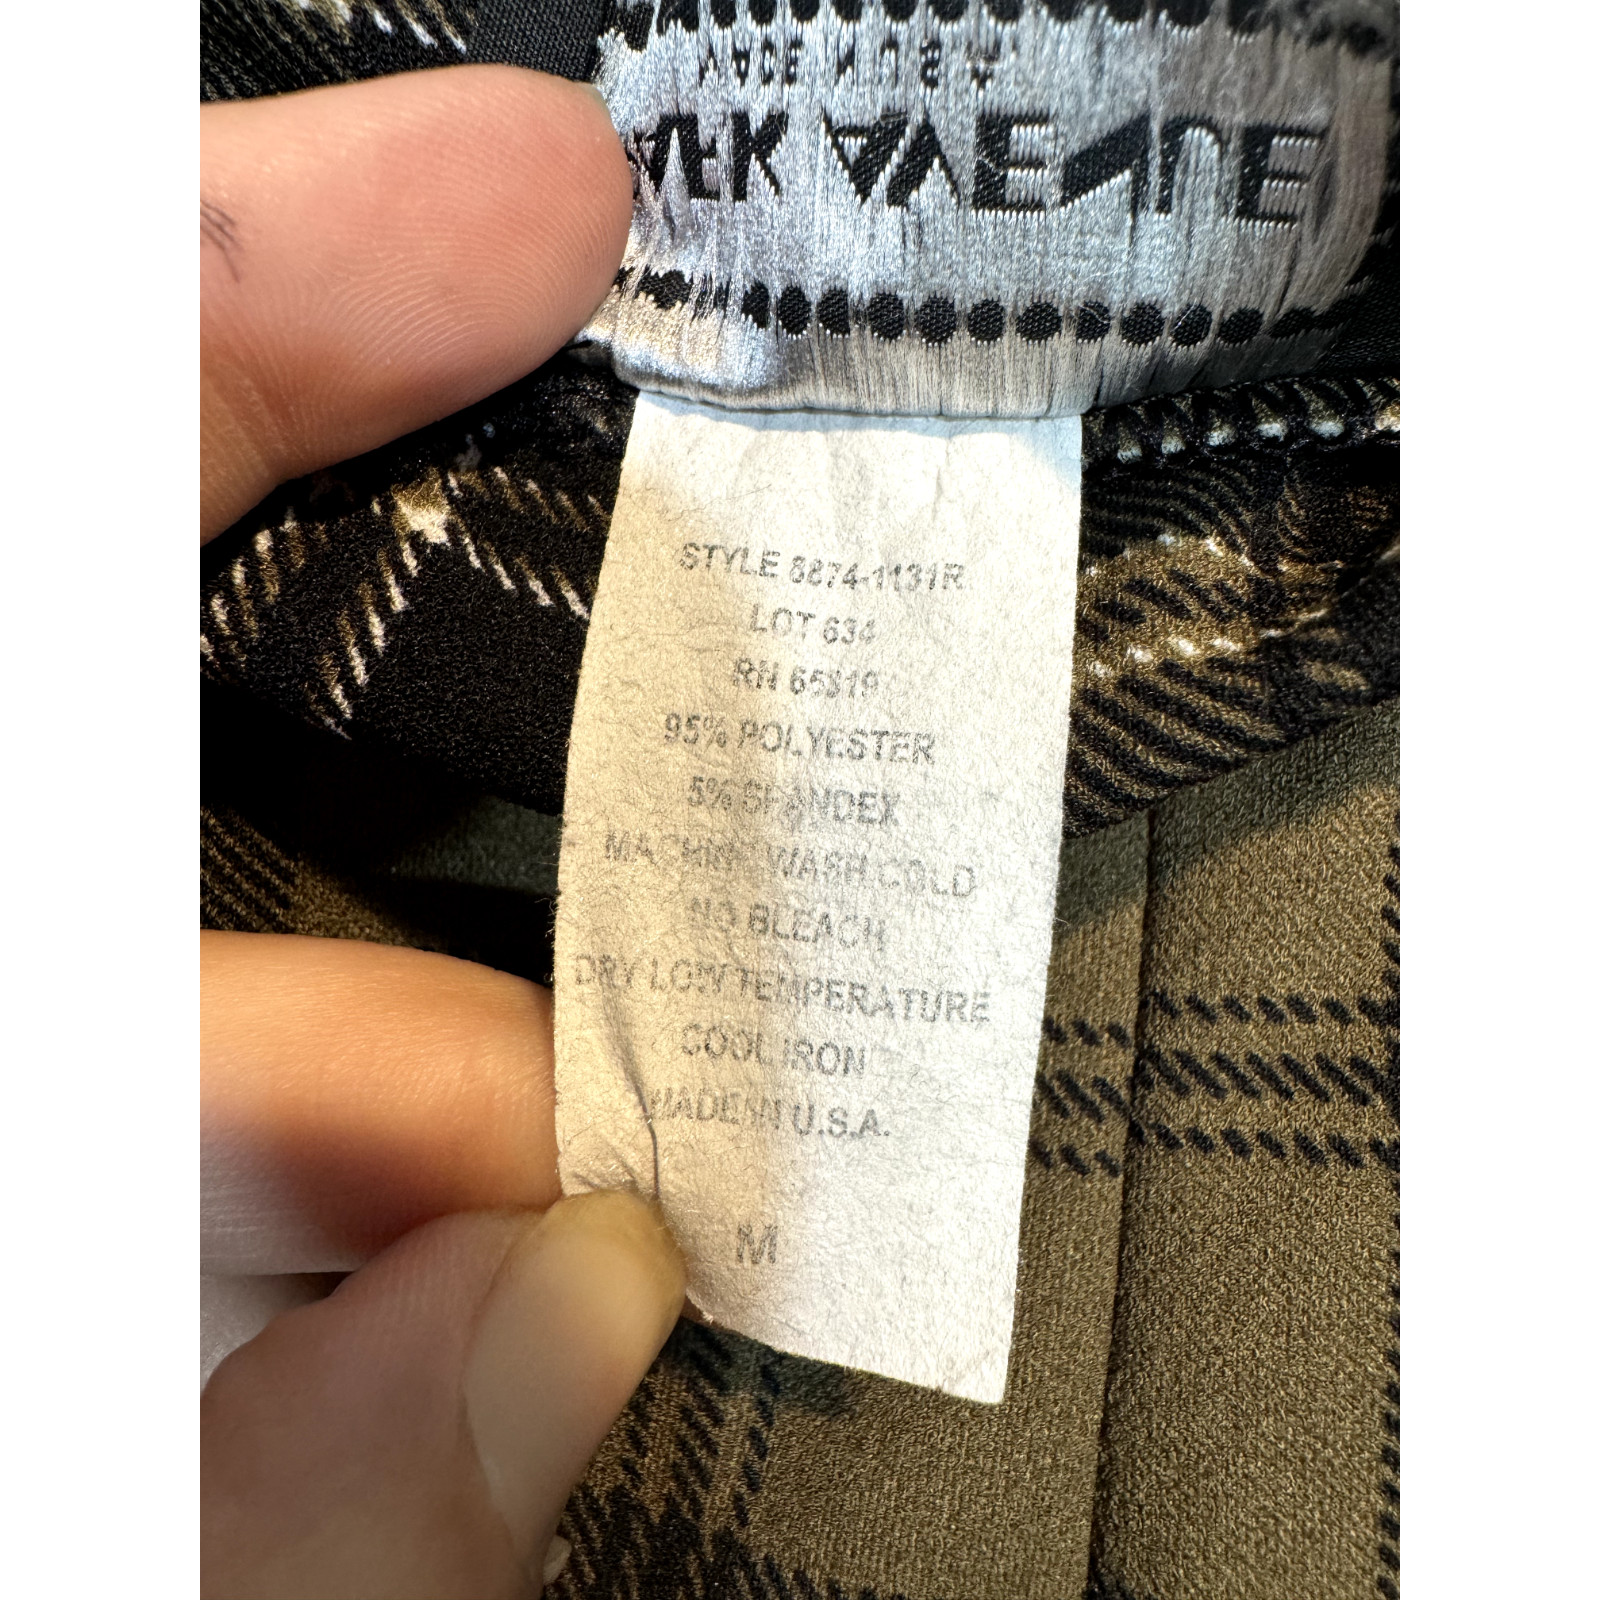 AVENUE
STYLE 8874-1131R
LOT 634
RN 65819
95% POLYESTER
5% SPANDEX
MACHINE WASH COLD
NO BLEACH
DRY LOW TEMPERATURE
COOL IRON
MADE IN U.S.A.
M